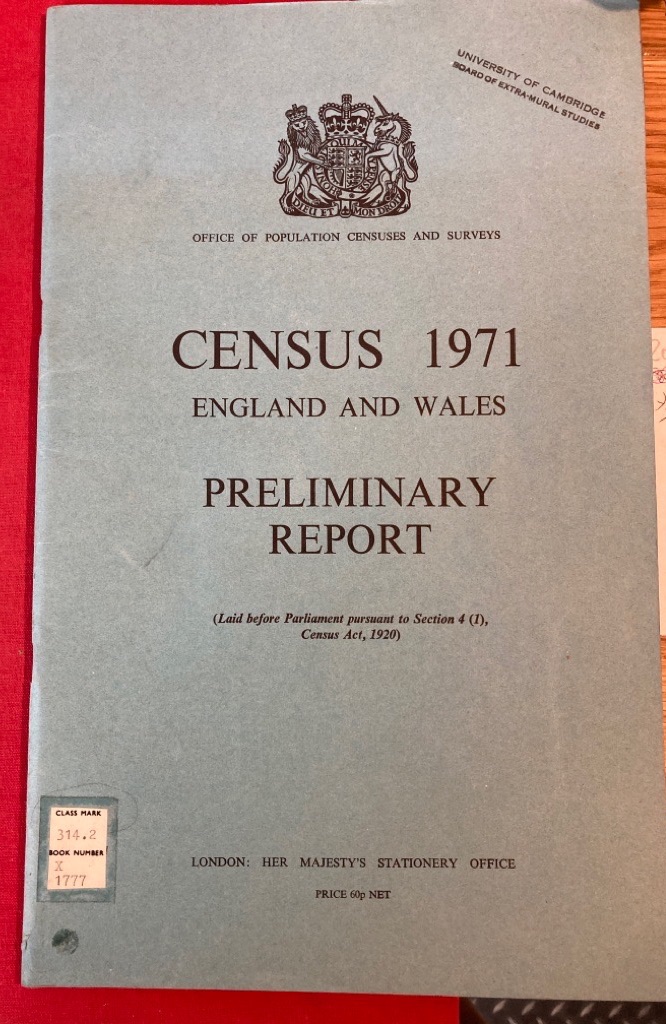 UNIVERSITY OF CAMBRIDGE
BOARD OF EXTRA-MURAL STUDIES
DIEU ET MON DROIT
OFFICE OF POPULATION CENSUSES AND SURVEYS
CENSUS 1971
ENGLAND AND WALES
PRELIMINARY
REPORT
(Laid before Parliament pursuant to Section 4 (1),
Census Act, 1920)
CLASS MARK
314.2
BOOK NUMBER
X
1777
LONDON: HER MAJESTY'S STATIONERY OFFICE
PRICE 60p NET